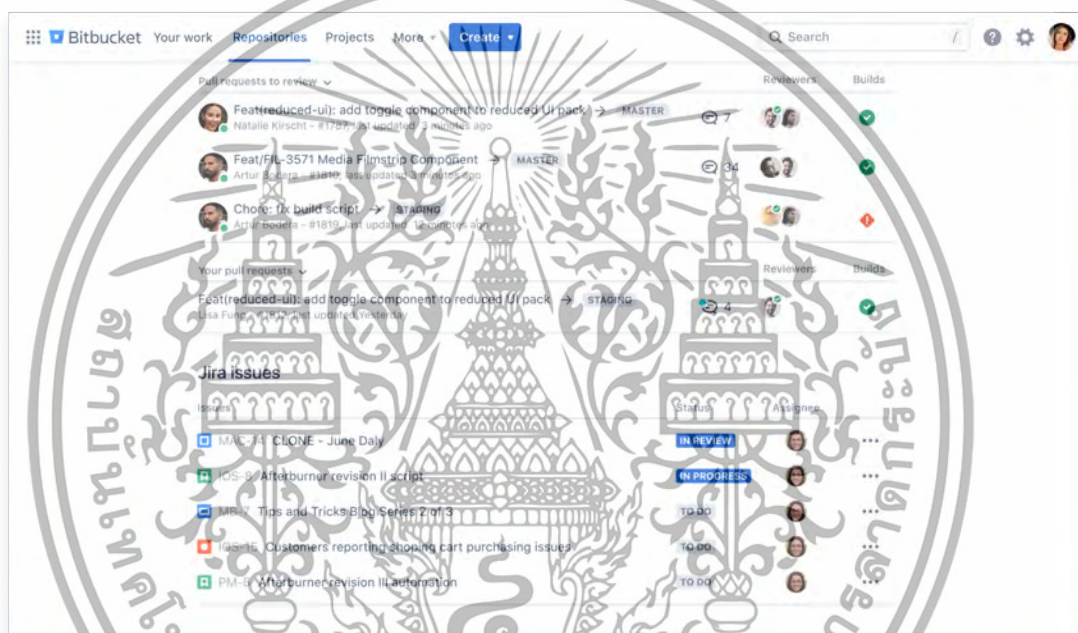 Bitbucket Your work Repositories Projects More Create Search /
Pull requests to review Reviewers Builds
Feat(reduced-ui): add toggle component to reduced UI pack → MASTER 7
Natalie Kirscht - #1787, last updated 3 minutes ago
Feat/FIL-3571 Media Filmstrip Component → MASTER 34
Artur Bodera - #1810, last updated 3 minutes ago
Chore: fix build script → STAGING
Artur Bodera - #1819, last updated 12 minutes ago
Your pull requests Reviewers Builds
Feat(reduced-ui): add toggle component to reduced UI pack → STAGING 4
Lisa Fung - last updated Yesterday
Jira issues
Issues Status Assignee
MAC-14 CLONE - June Daly IN REVIEW
IOS-8 Afterburner revision II script IN PROGRESS
MB-7 Tips and Tricks Blog Series 2 of 3 TO DO
IOS-15 Customers reporting shoping cart purchasing issues TO DO
PM-5 Afterburner revision III automation TO DO